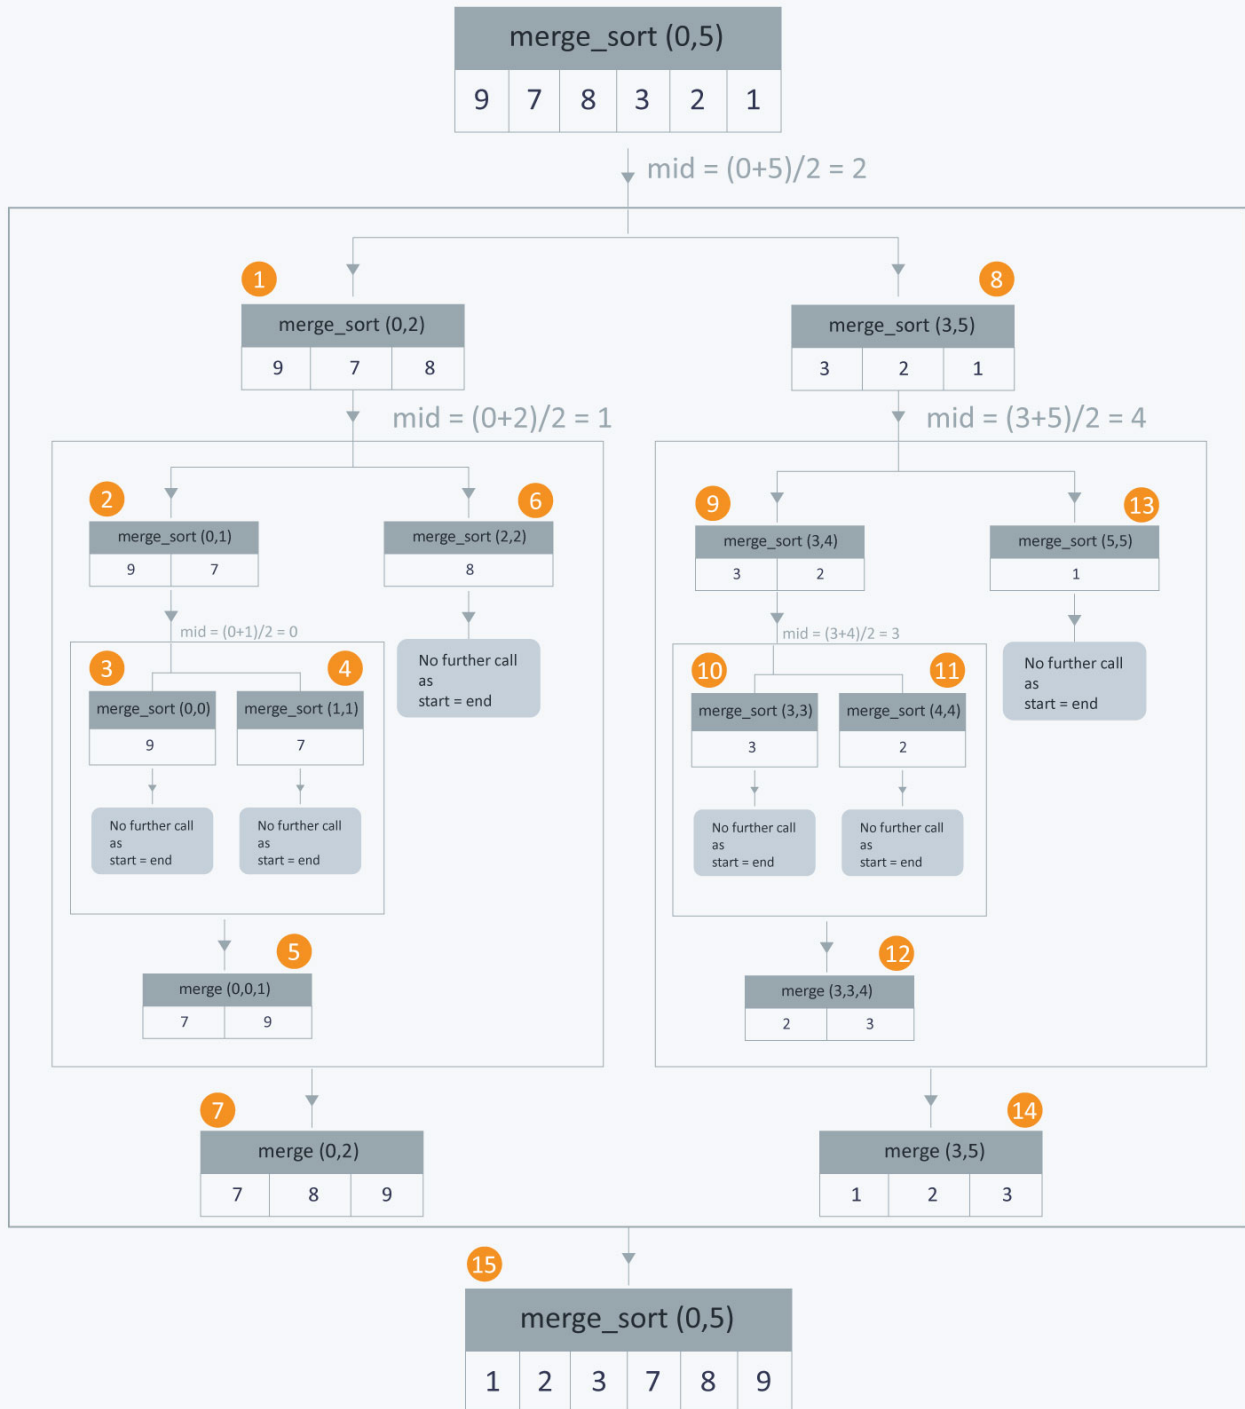 merge_sort (0,5)
9 7 8 3 2 1
mid = (0+5)/2 = 2
1
8
merge_sort (0,2)
9 7 8
merge_sort (3,5)
3 2 1
mid = (0+2)/2 = 1
mid = (3+5)/2 = 4
2
6
merge_sort (0,1)
9 7
merge_sort (2,2)
8
9
13
merge_sort (3,4)
3 2
merge_sort (5,5)
1
mid = (0+1)/2 = 0
No further call
as
start = end
mid = (3+4)/2 = 3
No further call
as
start = end
3
4
merge_sort (0,0)
9
merge_sort (1,1)
7
10
11
merge_sort (3,3)
3
merge_sort (4,4)
2
No further call
as
start = end
No further call
as
start = end
No further call
as
start = end
No further call
as
start = end
5
merge (0,0,1)
7 9
12
merge (3,3,4)
2 3
7
merge (0,2)
7 8 9
14
merge (3,5)
1 2 3
15
merge_sort (0,5)
1 2 3 7 8 9